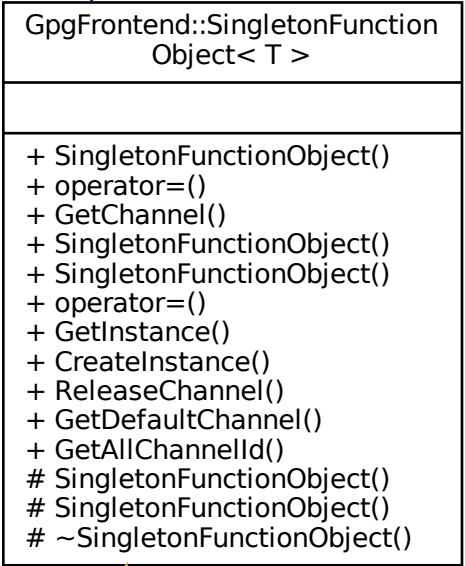 GpgFrontend::SingletonFunction
Object< T >
+ SingletonFunctionObject()
+ operator=()
+ GetChannel()
+ SingletonFunctionObject()
+ SingletonFunctionObject()
+ operator=()
+ GetInstance()
+ CreateInstance()
+ ReleaseChannel()
+ GetDefaultChannel()
+ GetAllChannelId()
# SingletonFunctionObject()
# SingletonFunctionObject()
# ~SingletonFunctionObject()